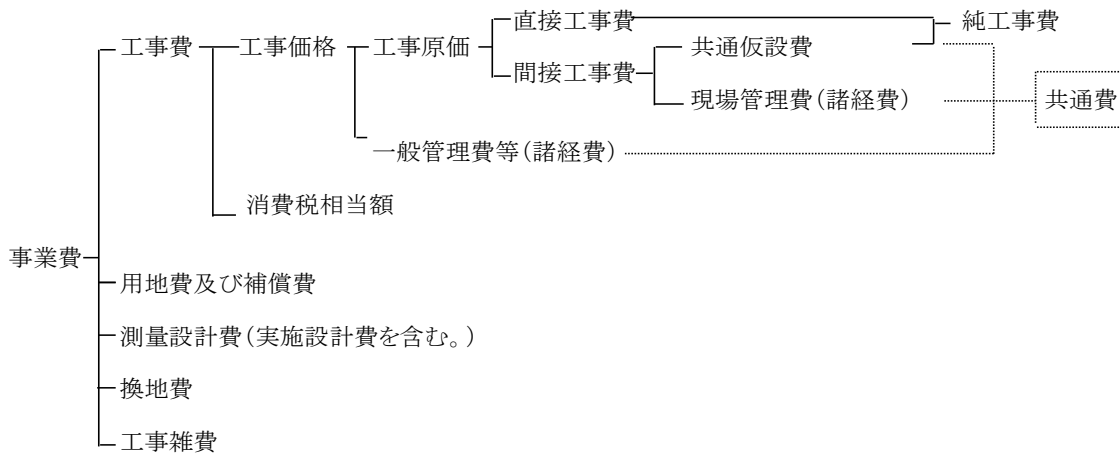 直接工事費
純工事費
工事費
工事価格
工事原価
共通仮設費
間接工事費
現場管理費(諸経費)
共通費
一般管理費等(諸経費)
消費税相当額
事業費
用地費及び補償費
測量設計費(実施設計費を含む。)
換地費
工事雑費